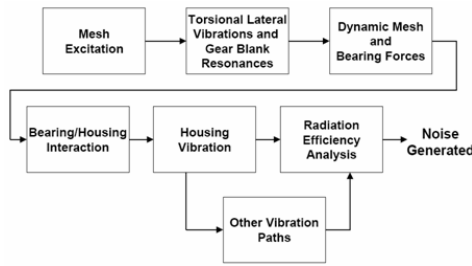 Mesh
Excitation
Torsional Lateral
Vibrations and
Gear Blank
Resonances
Dynamic Mesh
and
Bearing Forces
Bearing/Housing
Interaction
Housing
Vibration
Radiation
Efficiency
Analysis
Noise
Generated
Other Vibration
Paths